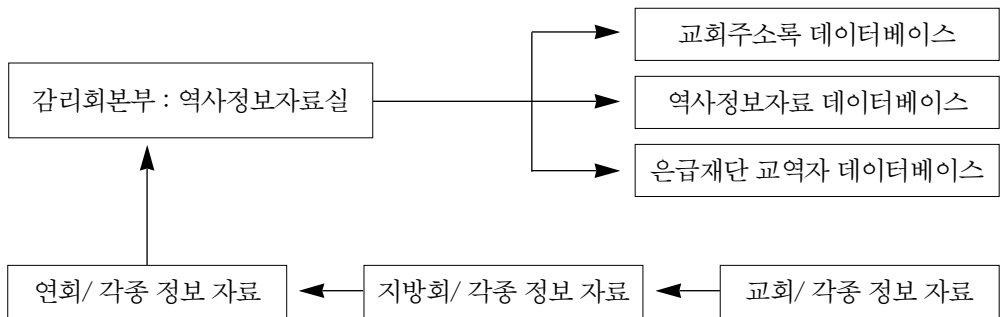 교회주소록 데이터베이스
감리회본부 : 역사정보자료실
역사정보자료 데이터베이스
은급재단 교역자 데이터베이스
연회/ 각종 정보 자료
지방회/ 각종 정보 자료
교회/ 각종 정보 자료